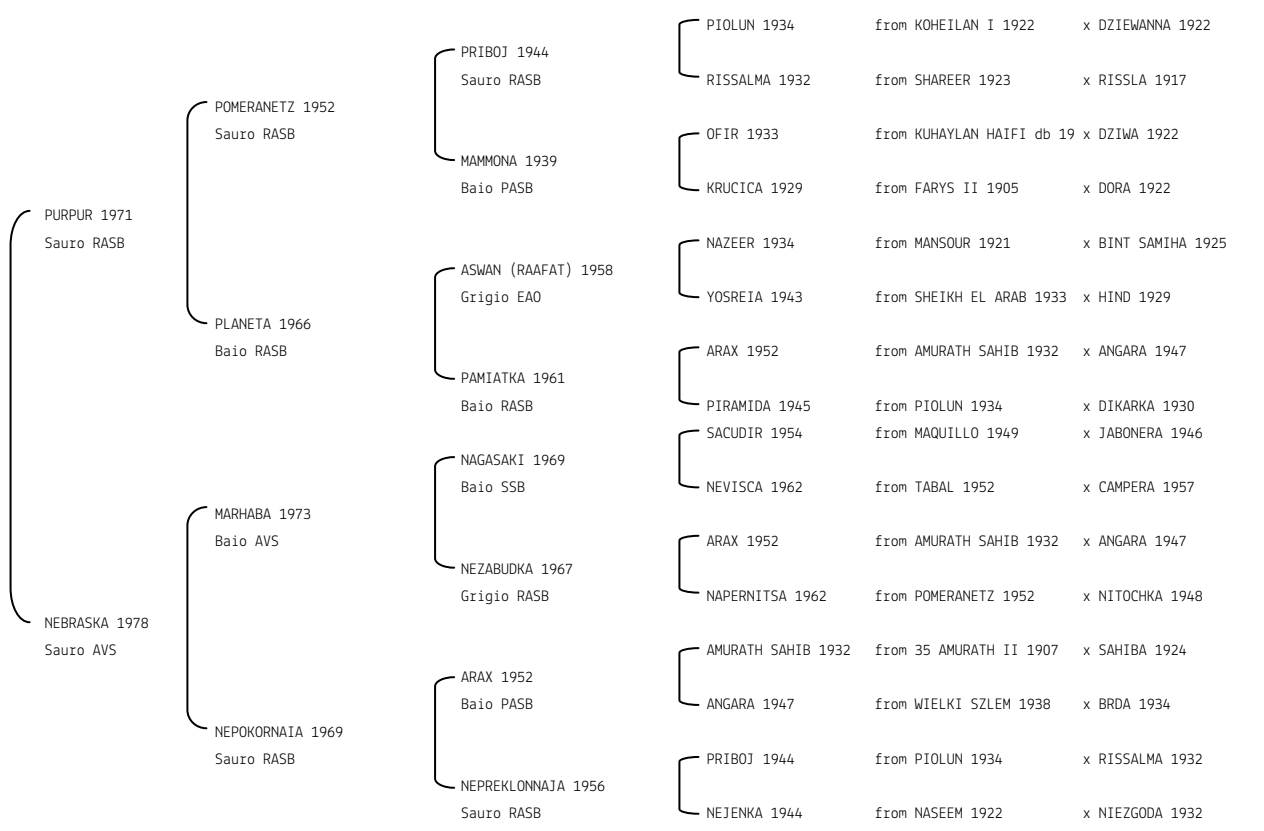 PIOLUN 1934 from KOHEILAN I 1922 x DZIEWANNA 1922
PRIBOJ 1944
Sauro RASB RISSALMA 1932 from SHAREER 1923 x RISSLA 1917
POMERANETZ 1952
Sauro RASB OFIR 1933 from KUHAYLAN HAIFI db 19 x DZIWA 1922
MAMMONA 1939
Baio PASB KRUCICA 1929 from FARYS II 1905 x DORA 1922
PURPUR 1971
Sauro RASB NAZEER 1934 from MANSOUR 1921 x BINT SAMIHA 1925
ASWAN (RAAFAT) 1958
Grigio EAO YOSREIA 1943 from SHEIKH EL ARAB 1933 x HIND 1929
PLANETA 1966
Baio RASB ARAX 1952 from AMURATH SAHIB 1932 x ANGARA 1947
PAMIATKA 1961
Baio RASB PIRAMIDA 1945 from PIOLUN 1934 x DIKARKA 1930
SACUDIR 1954 from MAQUILLO 1949 x JABONERA 1946
NAGASAKI 1969
Baio SSB NEVISCA 1962 from TABAL 1952 x CAMPERA 1957
MARHABA 1973
Baio AVS ARAX 1952 from AMURATH SAHIB 1932 x ANGARA 1947
NEZABUDKA 1967
Grigio RASB NAPERNITSA 1962 from POMERANETZ 1952 x NITOCHKA 1948
NEBRASKA 1978
Sauro AVS AMURATH SAHIB 1932 from 35 AMURATH II 1907 x SAHIBA 1924
ARAX 1952
Baio PASB ANGARA 1947 from WIELKI SZLEM 1938 x BRDA 1934
NEPOKORNAIA 1969
Sauro RASB PRIBOJ 1944 from PIOLUN 1934 x RISSALMA 1932
NEPREKLONNAJA 1956
Sauro RASB NEJENKA 1944 from NASEEM 1922 x NIEZGODA 1932